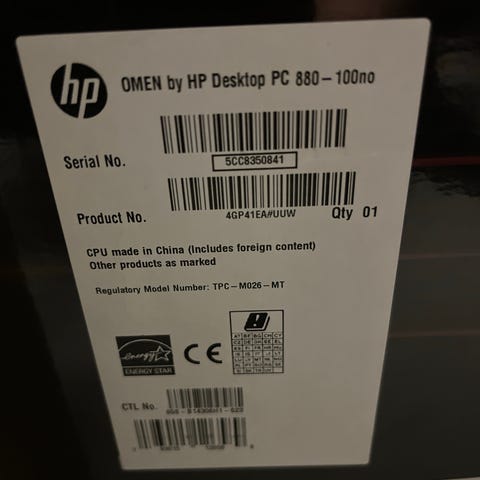 hp
OMEN by HP Desktop PC 880-100no
Serial No.
5CC8350841
Product No.
4GP41EA#UUW
Qty 01
CPU made in China (Includes foreign content)
Other products as marked
Regulatory Model Number: TPC-M026-MT
energy
ENERGY STAR
CE
CTL No.